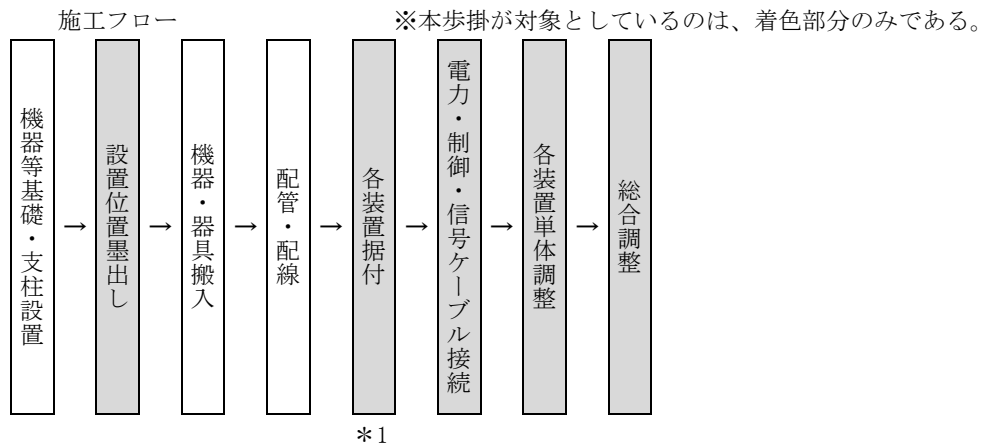 施工フロー
※本歩掛が対象としているのは、着色部分のみである。
機器等基礎・支柱設置
→
設置位置墨出し
→
機器・器具搬入
→
配管・配線
→
各装置据付
→
電力・制御・信号ケーブル接続
→
各装置単体調整
→
総合調整
＊1